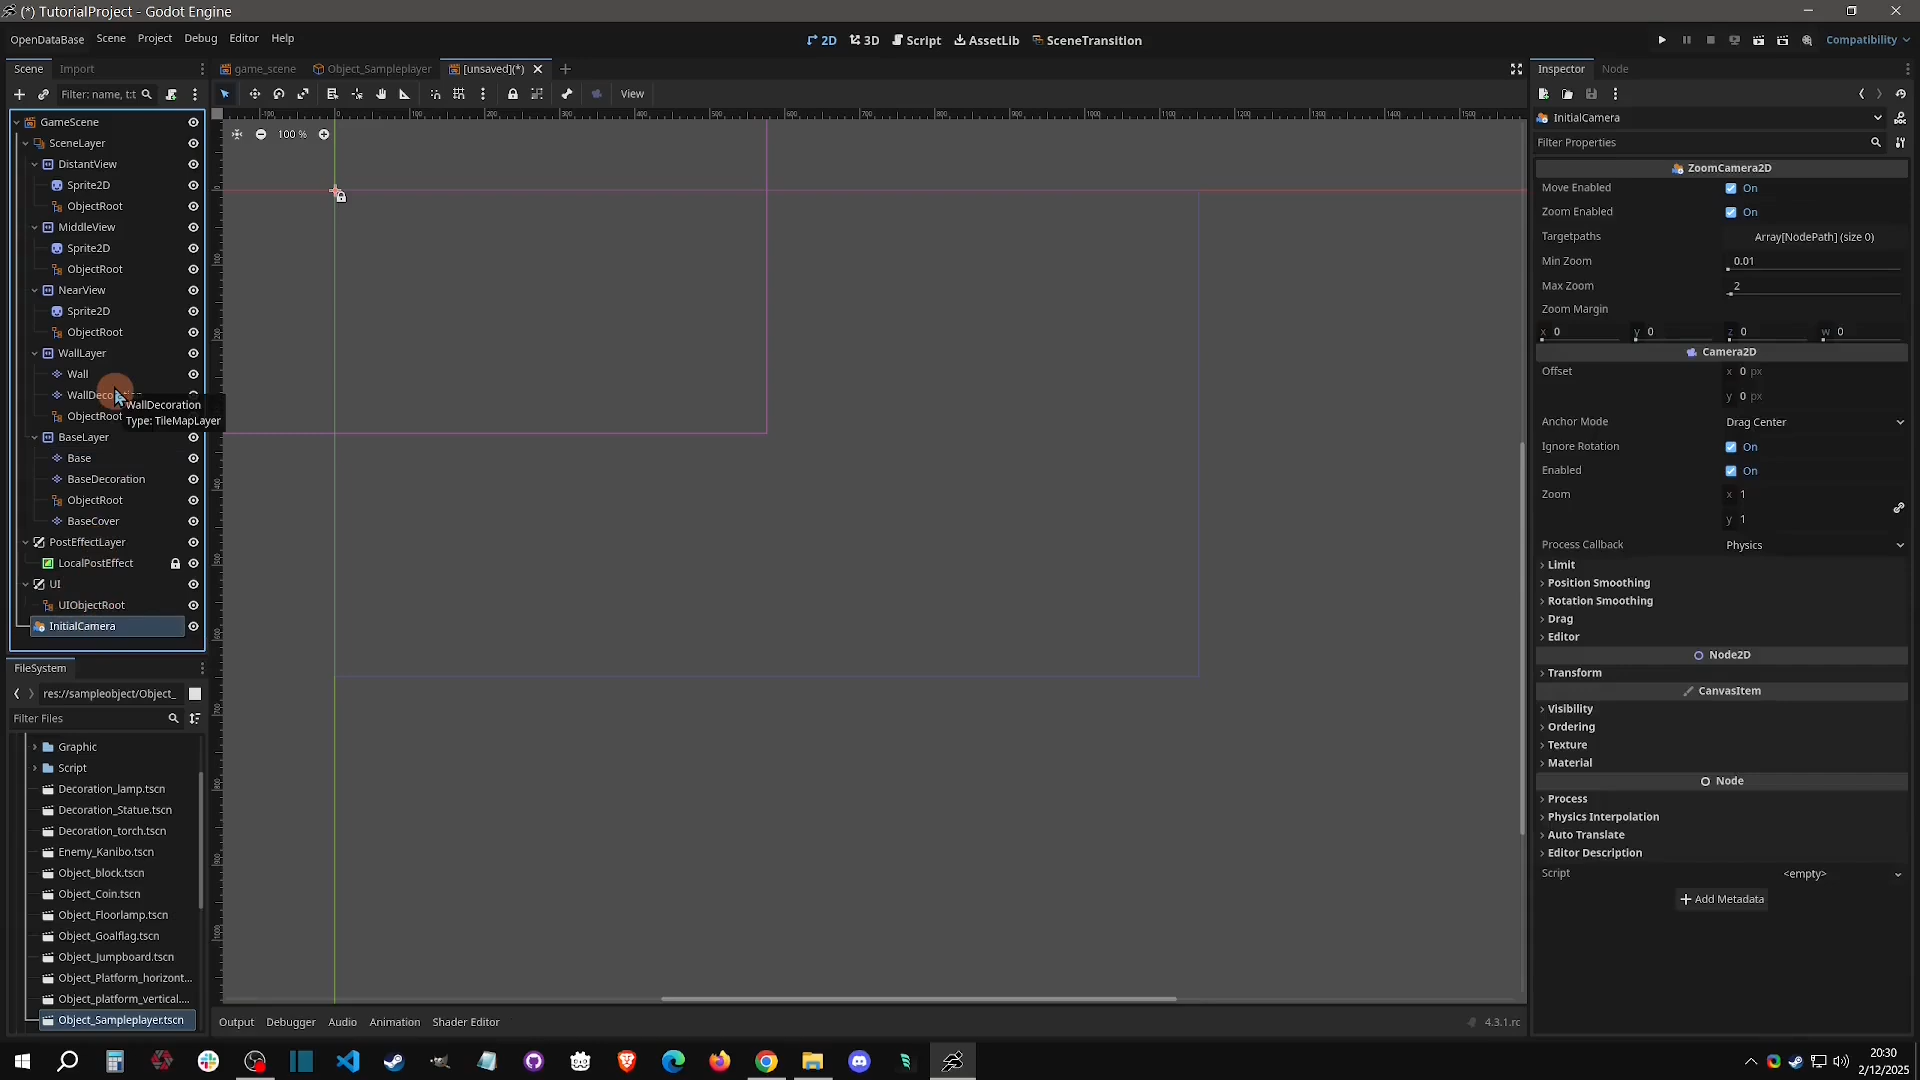 (*) TutorialProject - Godot Engine
OpenDataBase Scene Project Debug Editor Help
2D 3D Script AssetLib SceneTransition
Compatibility
Scene Import
game_scene Object_Sampleplayer [unsaved](*)
Inspector Node
Filter: name, t:t
View
100 %
InitialCamera
Filter Properties
GameScene
SceneLayer
DistantView
Sprite2D
ObjectRoot
MiddleView
Sprite2D
ObjectRoot
NearView
Sprite2D
ObjectRoot
WallLayer
Wall
WallDeco
ObjectRoot
BaseLayer
Base
BaseDecoration
ObjectRoot
BaseCover
PostEffectLayer
LocalPostEffect
UI
UIObjectRoot
InitialCamera
WallDecoration
Type: TileMapLayer
FileSystem
res://sampleobject/Object_
Filter Files
Graphic
Script
Decoration_lamp.tscn
Decoration_Statue.tscn
Decoration_torch.tscn
Enemy_Kanibo.tscn
Object_block.tscn
Object_Coin.tscn
Object_Floorlamp.tscn
Object_Goalflag.tscn
Object_Jumpboard.tscn
Object_Platform_horizont...
Object_platform_vertical....
Object_Sampleplayer.tscn
Output Debugger Audio Animation Shader Editor
4.3.1.rc
ZoomCamera2D
Move Enabled On
Zoom Enabled On
Targetpaths Array[NodePath] (size 0)
Min Zoom 0.01
Max Zoom 2
Zoom Margin
x 0 y 0 z 0 w 0
Camera2D
Offset x 0 px
y 0 px
Anchor Mode Drag Center
Ignore Rotation On
Enabled On
Zoom x 1
y 1
Process Callback Physics
Limit
Position Smoothing
Rotation Smoothing
Drag
Editor
Node2D
Transform
CanvasItem
Visibility
Ordering
Texture
Material
Node
Process
Physics Interpolation
Auto Translate
Editor Description
Script <empty>
Add Metadata
20:30
2/12/2025